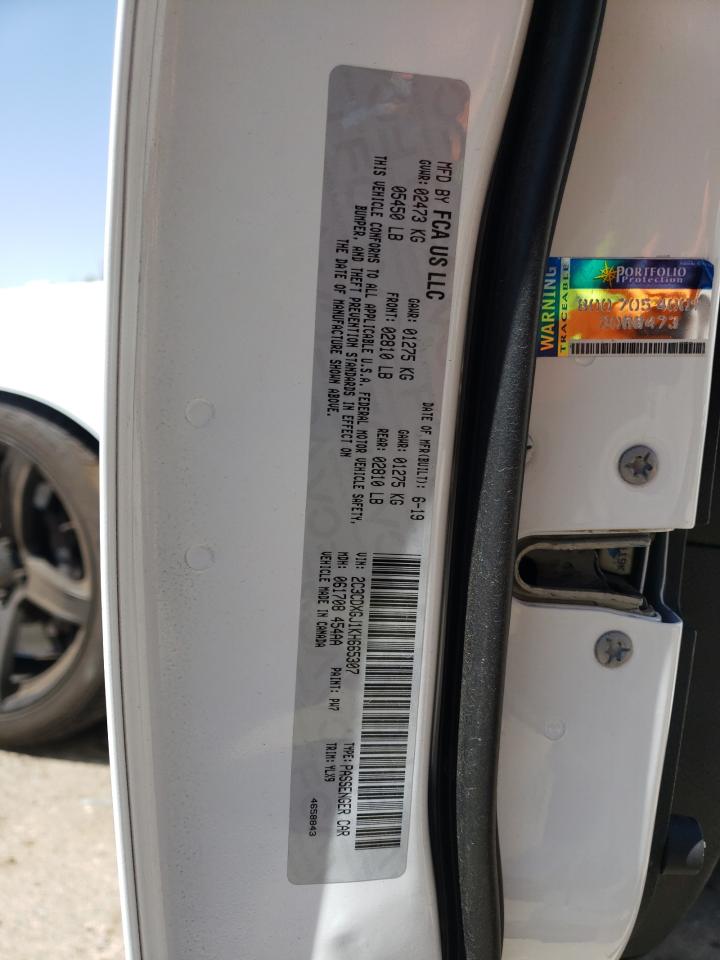 MFD BY FCA US LLC
DATE OF MFR(BUILT): 6-19
GVWR: 02473 KG
GAWR: 01275 KG
GAWR: 01275 KG
05450 LB
FRONT: 02810 LB
REAR: 02810 LB
THIS VEHICLE CONFORMS TO ALL APPLICABLE U.S.A. FEDERAL MOTOR VEHICLE SAFETY,
BUMPER, AND THEFT PREVENTION STANDARDS IN EFFECT ON
THE DATE OF MANUFACTURE SHOWN ABOVE.
VIN: 2C3CDXGJ1KH665307
TYPE: PASSENGER CAR
MDH: 061708 454AA
PAINT: PW7
TRIM: YLX9
VEHICLE MADE IN CANADA
4658843
WARNING
TRACEABLE
PORTFOLIO
Protection